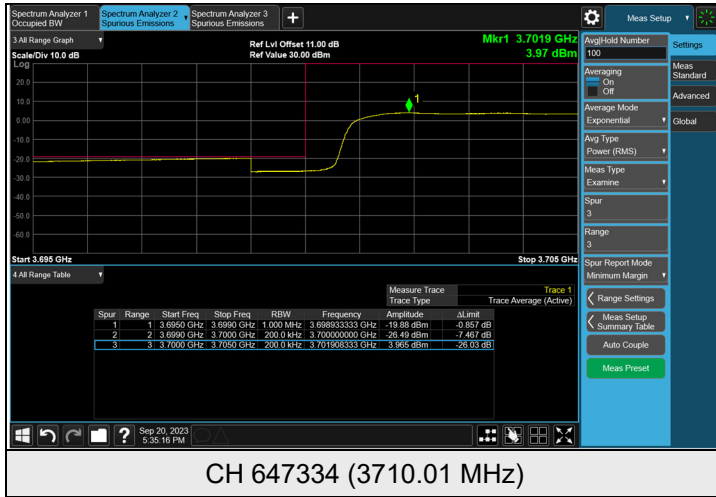 Spectrum Analyzer 1
Occupied BW
Spectrum Analyzer 2
Spurious Emissions
Spectrum Analyzer 3
Spurious Emissions
+
Meas Setup
3 All Range Graph
Scale/Div 10.0 dB
Ref Lvl Offset 11.00 dB
Ref Value 30.00 dBm
Mkr1 3.7019 GHz
3.97 dBm
Log
20.0
10.0
0.00
-10.0
-20.0
-30.0
-40.0
-50.0
-60.0
1
Start 3.695 GHz
Stop 3.705 GHz
4 All Range Table
Measure Trace Trace 1
Trace Type Trace Average (Active)
Spur Range Start Freq Stop Freq RBW Frequency Amplitude ΔLimit
1 1 3.6950 GHz 3.6990 GHz 1.000 MHz 3.698933333 GHz -19.88 dBm -0.857 dB
2 2 3.6990 GHz 3.7000 GHz 200.0 kHz 3.700000000 GHz -26.49 dBm -7.467 dB
3 3 3.7000 GHz 3.7050 GHz 200.0 kHz 3.701908333 GHz 3.965 dBm -26.03 dB
Avg|Hold Number
100
Averaging
On
Off
Average Mode
Exponential
Avg Type
Power (RMS)
Meas Type
Examine
Spur
3
Range
3
Spur Report Mode
Minimum Margin
Range Settings
Meas Setup
Summary Table
Auto Couple
Meas Preset
Settings
Meas
Standard
Advanced
Global
?
Sep 20, 2023
5:35:16 PM
CH 647334 (3710.01 MHz)